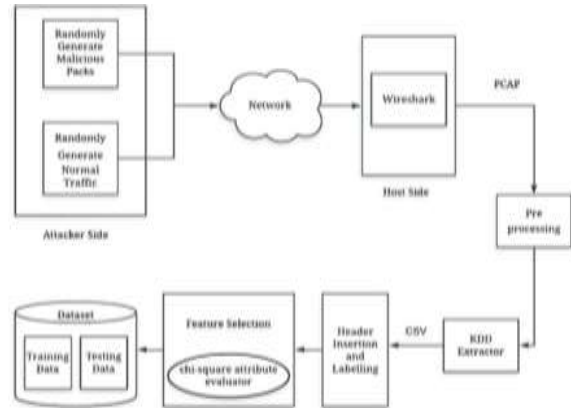 Randomly
Generate
Malicious
Packs
Randomly
Generate
Normal
Traffic
Attacker Side
Network
Wireshark
Host Side
PCAP
Pre
processing
KDD
Extractor
CSV
Header
Insertion
and
Labelling
Feature Selection
chi-square attribute
evaluator
Dataset
Training
Data
Testing
Data